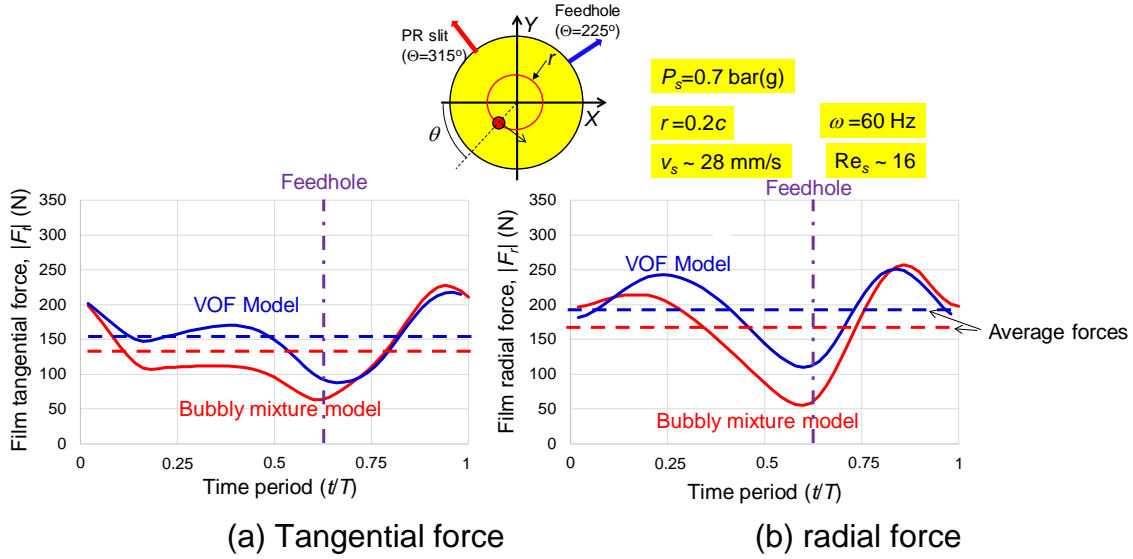 Y
Feedhole
(Θ=225°)
PR slit
(Θ=315°)
r
X
θ
Pₛ=0.7 bar(g)
r =0.2c
ω =60 Hz
vₛ ~ 28 mm/s
Reₛ ~ 16
Feedhole
Film tangential force, |Fₜ| (N)
350
300
250
200
150
100
50
0
VOF Model
Bubbly mixture model
0
0.25
0.5
0.75
1
Time period (t/T)
(a) Tangential force
Feedhole
Film radial force, |Fᵣ| (N)
350
300
250
200
150
100
50
0
VOF Model
Average forces
Bubbly mixture model
0
0.25
0.5
0.75
1
Time period (t/T)
(b) radial force